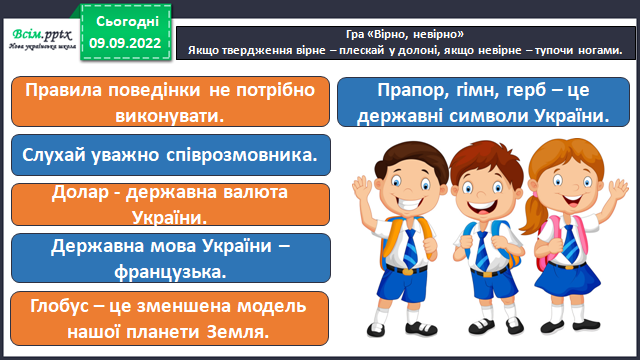 Всім.pptx
Нова українська школа
Сьогодні
09.09.2022
Гра «Вірно, невірно»
Якщо твердження вірне – плескай у долоні, якщо невірне – тупочи ногами.
Правила поведінки не потрібно
виконувати.
Слухай уважно співрозмовника.
Долар - державна валюта
України.
Державна мова України –
французька.
Глобус – це зменшена модель
нашої планети Земля.
Прапор, гімн, герб – це
державні символи України.